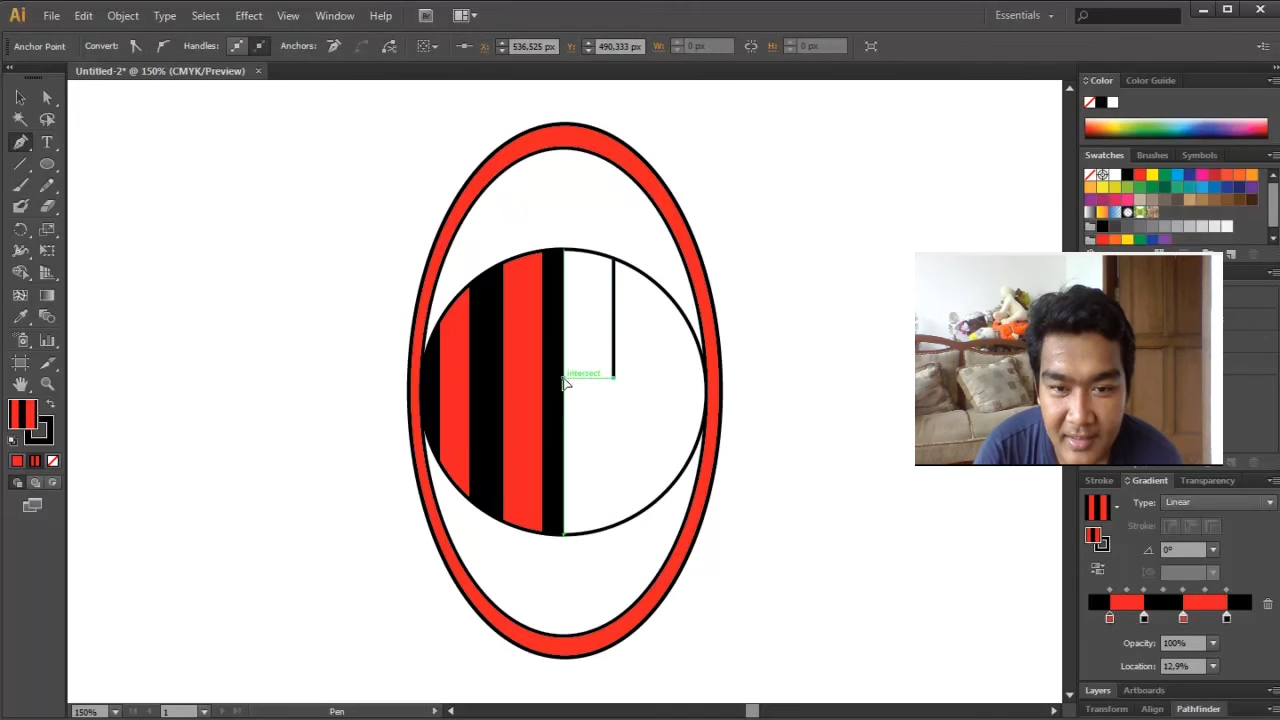 Ai File Edit Object Type Select Effect View Window Help Br Essentials
Anchor Point Convert: Handles: Anchors: X: 536,525 px Y: 490,333 px W: 0 px H: 0 px
Untitled-2* @ 150% (CMYK/Preview) ×
Color Color Guide
Swatches Brushes Symbols
intersect
Stroke Gradient Transparency
Type: Linear
Stroke:
0°
Opacity: 100%
Location: 12,9%
Layers Artboards
150% 1 Pen
Transform Align Pathfinder